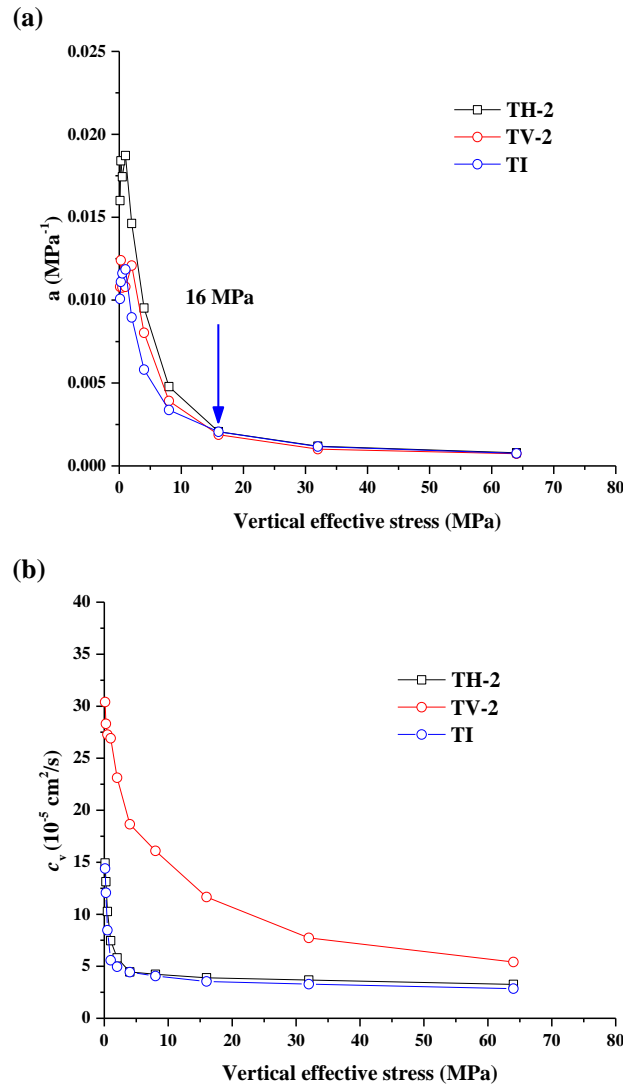 (a)
0.025
0.020
0.015
0.010
0.005
0.000
a (MPa⁻¹)
TH-2
TV-2
TI
16 MPa
0 10 20 30 40 50 60 70 80
Vertical effective stress (MPa)
(b)
40
35
30
25
20
15
10
5
0
cᵥ (10⁻⁵ cm²/s)
TH-2
TV-2
TI
0 10 20 30 40 50 60 70 80
Vertical effective stress (MPa)